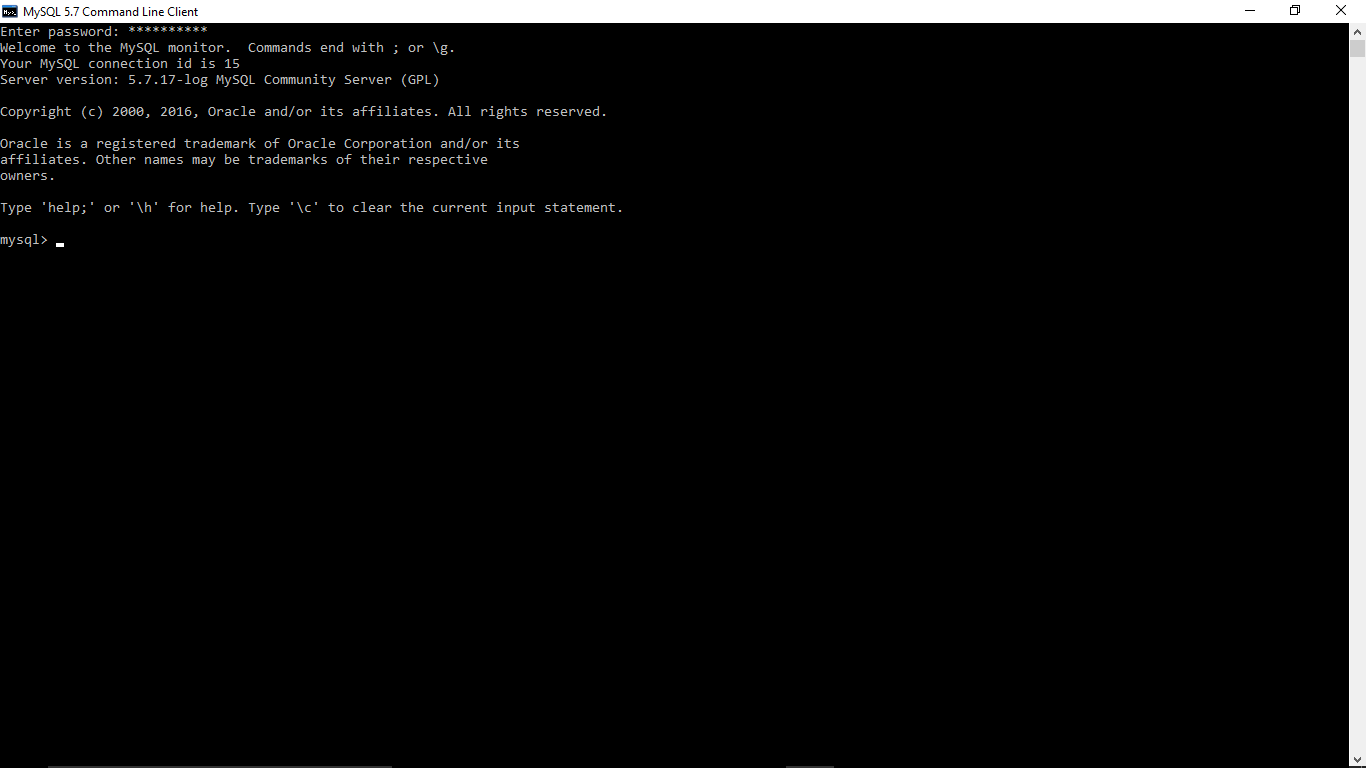 MySQL 5.7 Command Line Client
Enter password: **********
Welcome to the MySQL monitor.  Commands end with ; or \g.
Your MySQL connection id is 15
Server version: 5.7.17-log MySQL Community Server (GPL)
Copyright (c) 2000, 2016, Oracle and/or its affiliates. All rights reserved.
Oracle is a registered trademark of Oracle Corporation and/or its
affiliates. Other names may be trademarks of their respective
owners.
Type 'help;' or '\h' for help. Type '\c' to clear the current input statement.
mysql>